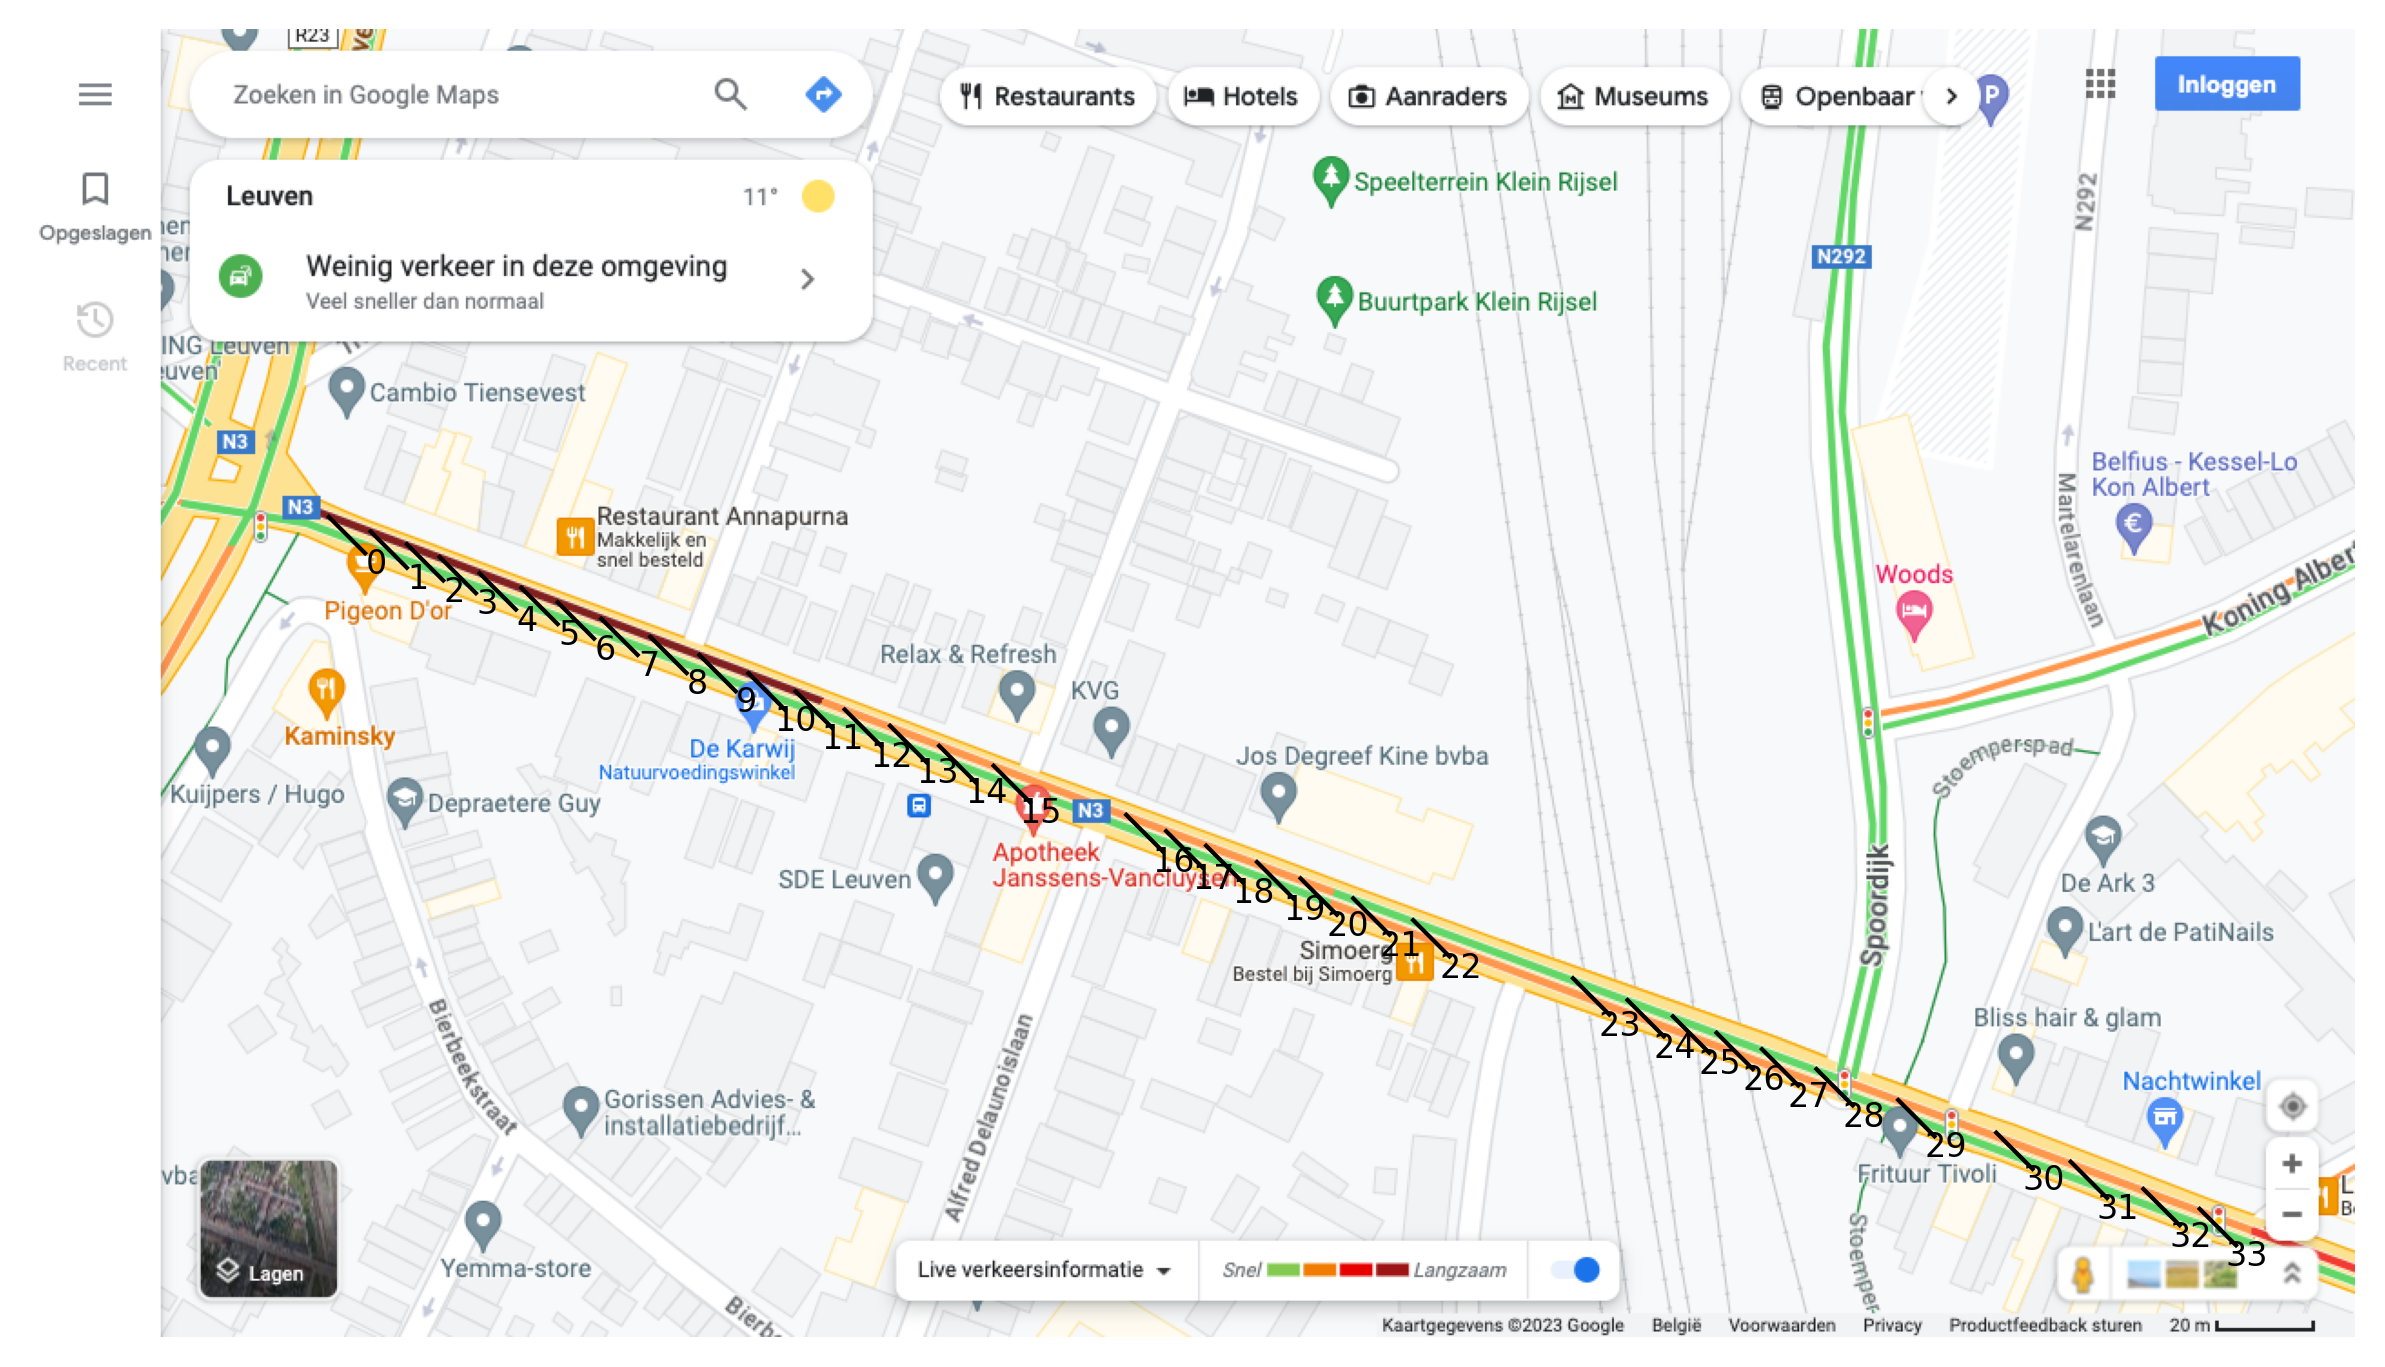 R23
Zoeken in Google Maps
Restaurants
Hotels
Aanraders
Museums
Openbaar
P
Inloggen
Opgeslagen
Recent
Leuven
11°
Weinig verkeer in deze omgeving
Veel sneller dan normaal
ING Leuven
euven
Cambio Tiensevest
N3
N3
Speelterrein Klein Rijsel
Buurtpark Klein Rijsel
N292
N292
Belfius - Kessel-Lo
Kon Albert
Martelarenlaan
Woods
Koning Albert
Restaurant Annapurna
Makkelijk en
snel besteld
Pigeon D'or
Kaminsky
Kuijpers / Hugo
Depraetere Guy
De Karwij
Natuurvoedingswinkel
Relax & Refresh
KVG
Jos Degreef Kine bvba
N3
Apotheek
Janssens-Vancluysen
SDE Leuven
Simoerg
Bestel bij Simoerg
Stoemperspad
Spoordijk
De Ark 3
L'art de PatiNails
Bliss hair & glam
Nachtwinkel
Frituur Tivoli
Stoemper
Bierbeekstraat
Alfred Delaunoislaan
Gorissen Advies- &
installatiebedrijf...
vba
Yemma-store
Bierbe
Lagen
0
1
2
3
4
5
6
7
8
9
10
11
12
13
14
15
16
17
18
19
20
21
22
23
24
25
26
27
28
29
30
31
32
33
Live verkeersinformatie
Snel
Langzaam
Kaartgegevens ©2023 Google
België
Voorwaarden
Privacy
Productfeedback sturen
20 m